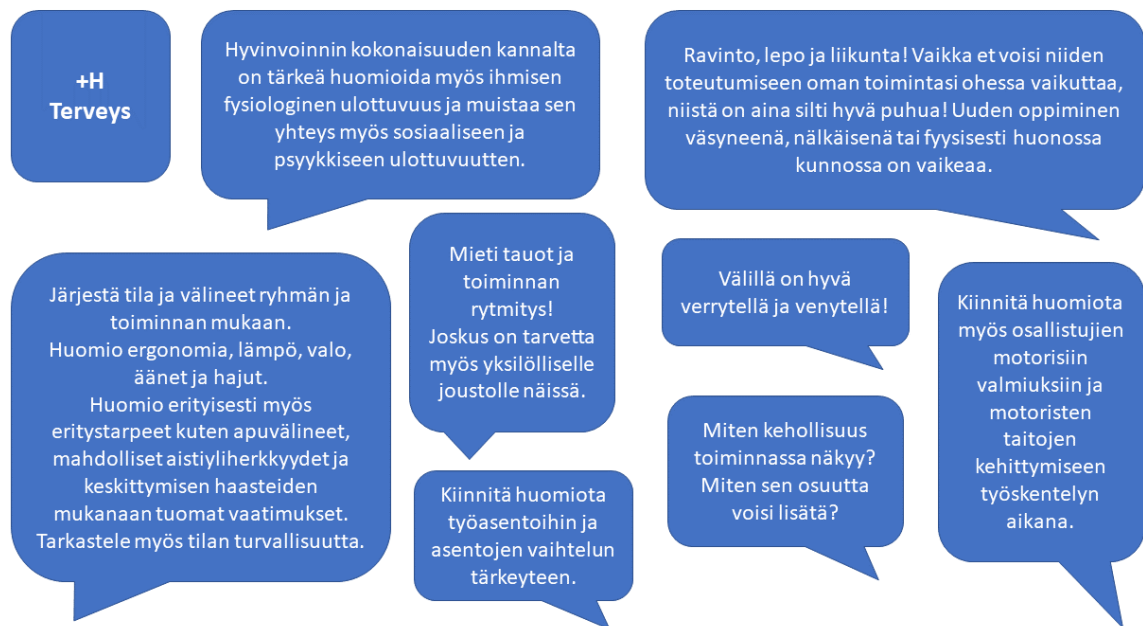 +H
Terveys
Hyvinvoinnin kokonaisuuden kannalta
on tärkeä huomioida myös ihmisen
fysiologinen ulottuvuus ja muistaa sen
yhteys myös sosiaaliseen ja
psyykkiseen ulottuvuutten.
Ravinto, lepo ja liikunta! Vaikka et voisi niiden
toteutumiseen oman toimintasi ohessa vaikuttaa,
niistä on aina silti hyvä puhua! Uuden oppiminen
väsyneenä, nälkäisenä tai fyysisesti huonossa
kunnossa on vaikeaa.
Järjestä tila ja välineet ryhmän ja
toiminnan mukaan.
Huomio ergonomia, lämpö, valo,
äänet ja hajut.
Huomio erityisesti myös
eritystarpeet kuten apuvälineet,
mahdolliset aistiyliherkkyydet ja
keskittymisen haasteiden
mukanaan tuomat vaatimukset.
Tarkastele myös tilan turvallisuutta.
Mieti tauot ja
toiminnan
rytmitys!
Joskus on tarvetta
myös yksilölliselle
joustolle näissä.
Kiinnitä huomiota
työasentoihin ja
asentojen vaihtelun
tärkeyteen.
Välillä on hyvä
verrytellä ja venytellä!
Miten kehollisuus
toiminnassa näkyy?
Miten sen osuutta
voisi lisätä?
Kiinnitä huomiota
myös osallistujien
motorisiin
valmiuksiin ja
motoristen
taitojen
kehittymiseen
työskentelyn
aikana.